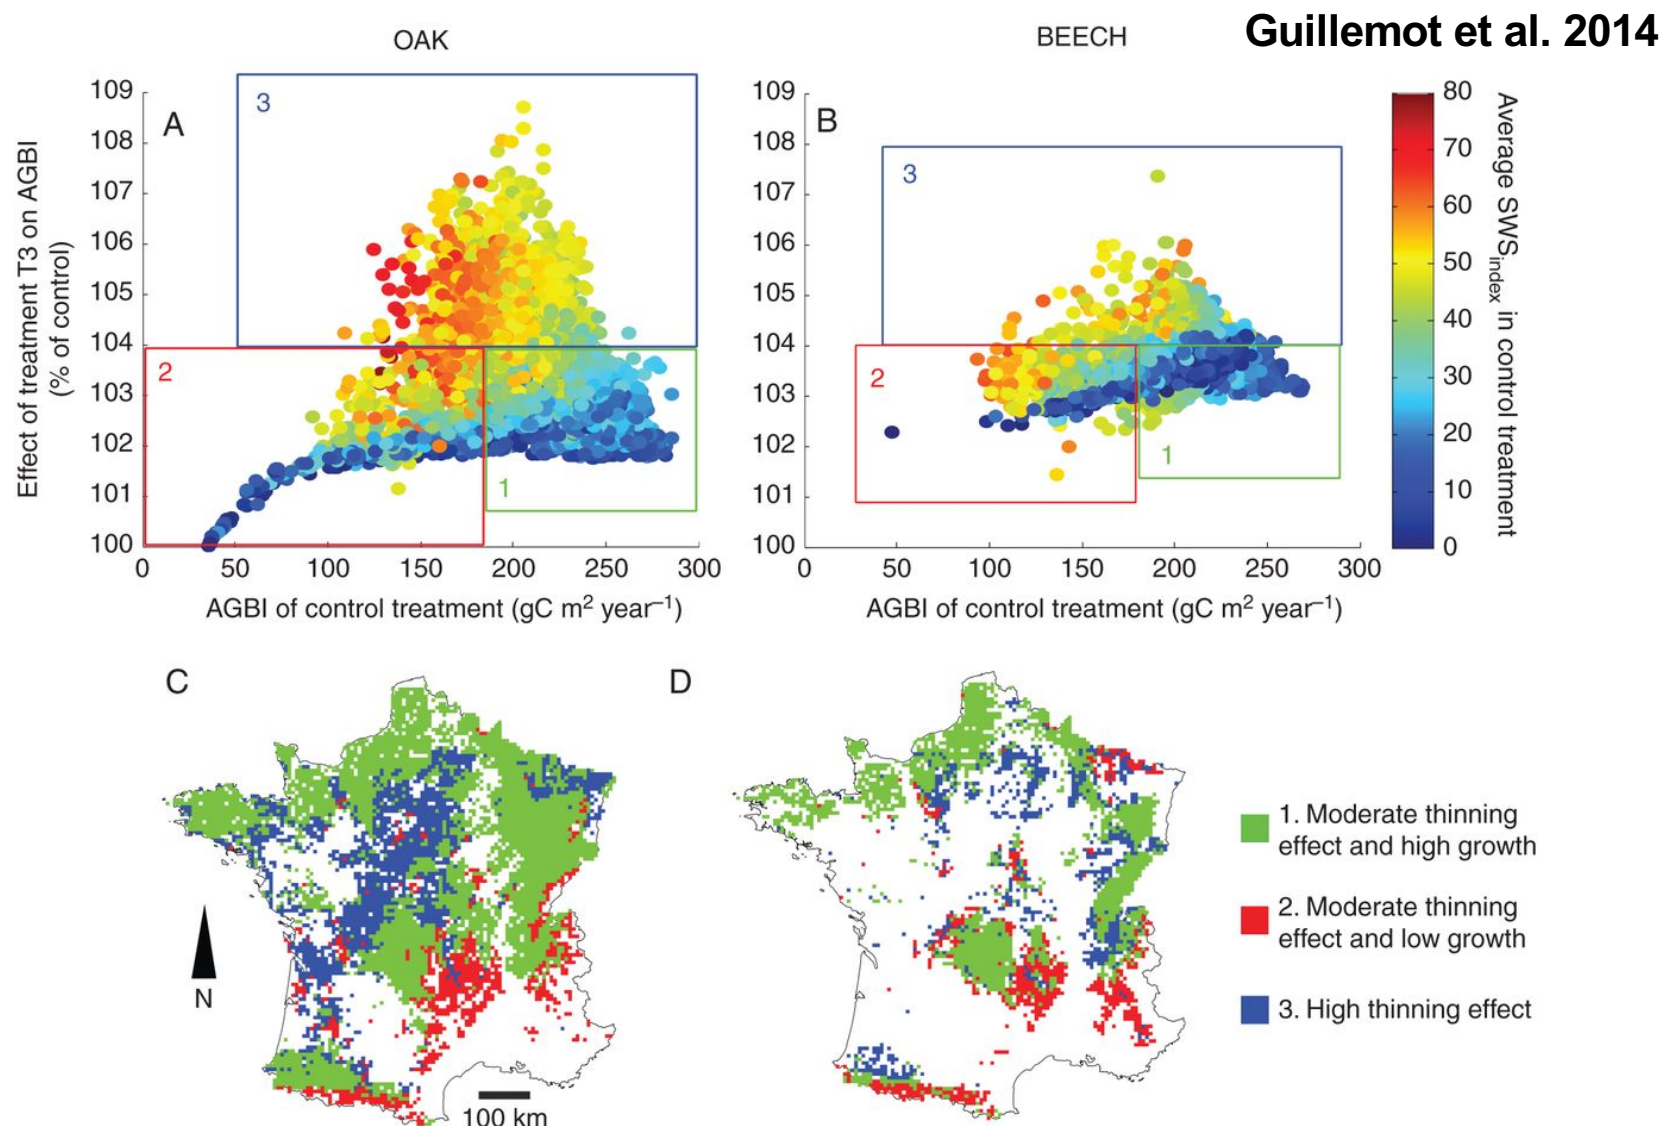 Guillemot et al. 2014
OAK
BEECH
Effect of treatment T3 on AGBI
(% of control)
109
108
107
106
105
104
103
102
101
100
A
3
2
1
0
50
100
150
200
250
300
AGBI of control treatment (gC m² year⁻¹)
109
108
107
106
105
104
103
102
101
100
B
3
2
1
0
50
100
150
200
250
300
AGBI of control treatment (gC m² year⁻¹)
80
70
60
50
40
30
20
10
0
Average SWSindex in control treatment
C
D
N
100 km
1. Moderate thinning
effect and high growth
2. Moderate thinning
effect and low growth
3. High thinning effect